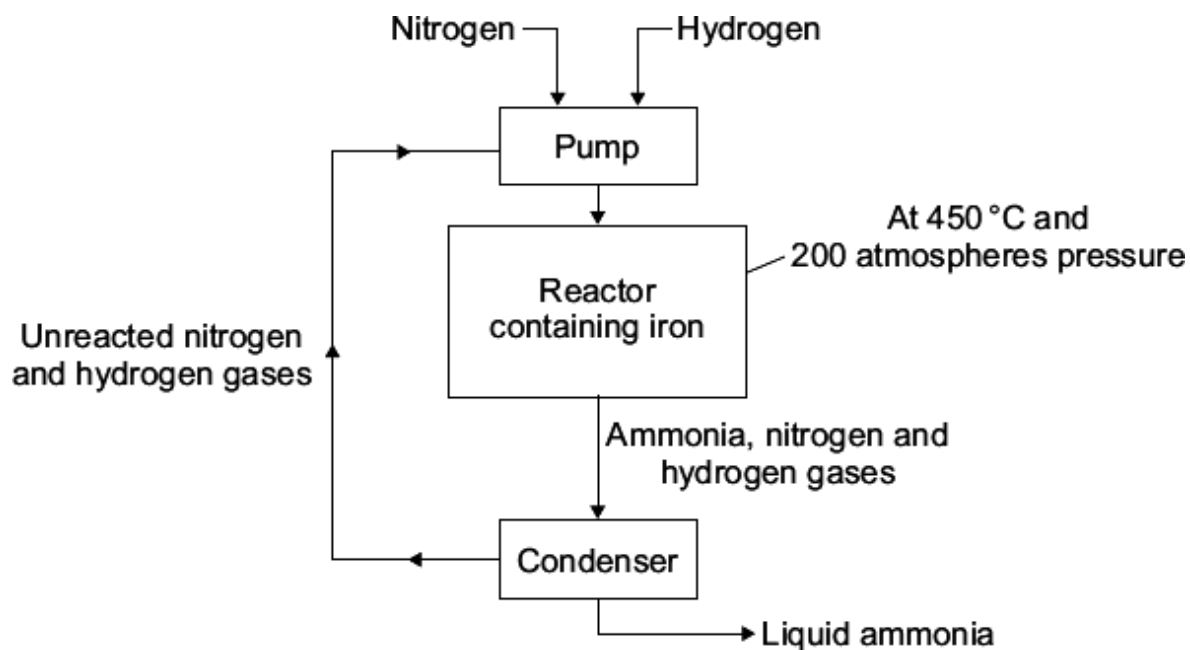 Nitrogen
Hydrogen
Pump
At 450 °C and
200 atmospheres pressure
Reactor
containing iron
Unreacted nitrogen
and hydrogen gases
Ammonia, nitrogen and
hydrogen gases
Condenser
Liquid ammonia